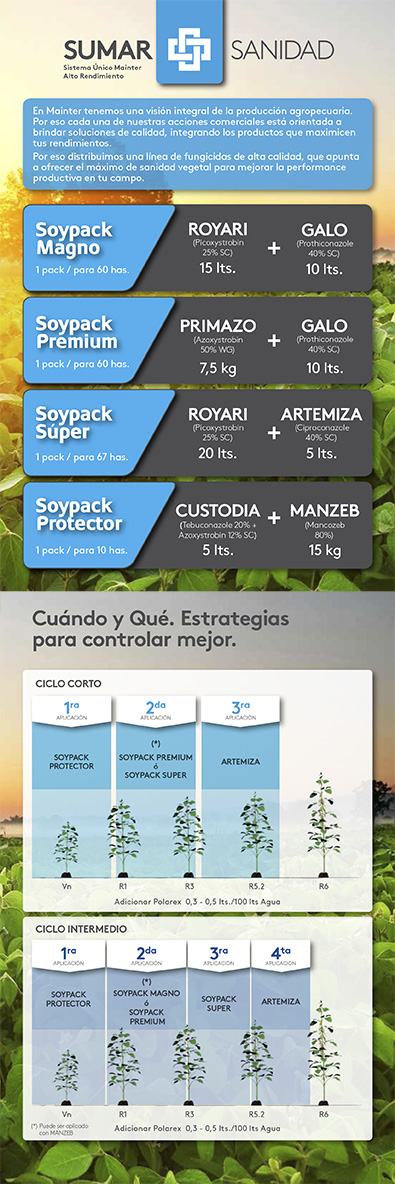 SUMAR SANIDAD
Sistema Único Mainter
Alto Rendimiento
En Mainter tenemos una visión integral de la producción agropecuaria.
Por eso cada una de nuestras acciones comerciales está orientada a
brindar soluciones de calidad, integrando los productos que maximicen
tus rendimientos.
Por eso distribuimos una línea de fungicidas de alta calidad, que apunta
a ofrecer el máximo de sanidad vegetal para mejorar la performance
productiva en tu campo.
Soypack
Magno
1 pack / para 60 has.
ROYARI
(Picoxystrobin
25% SC)
15 lts.
+
GALO
(Prothiconazole
40% SC)
10 lts.
Soypack
Premium
1 pack / para 60 has.
PRIMAZO
(Azoxystrobin
50% WG)
7,5 kg
+
GALO
(Prothiconazole
40% SC)
10 lts.
Soypack
Súper
1 pack / para 67 has.
ROYARI
(Picoxystrobin
25% SC)
20 lts.
+
ARTEMIZA
(Ciproconazole
40% SC)
5 lts.
Soypack
Protector
1 pack / para 10 has.
CUSTODIA
(Tebuconazole 20% +
Azoxystrobin 12% SC)
5 lts.
+
MANZEB
(Mancozeb
80%)
15 kg
Cuándo y Qué. Estrategias
para controlar mejor.
CICLO CORTO
1ra
APLICACIÓN
2da
APLICACIÓN
3ra
APLICACIÓN
SOYPACK
PROTECTOR
(*)
SOYPACK PREMIUM
ó
SOYPACK SUPER
ARTEMIZA
Vn R1 R3 R5.2 R6
Adicionar Polarex 0,3 - 0,5 lts./100 lts Agua
CICLO INTERMEDIO
1ra
APLICACIÓN
2da
APLICACIÓN
3ra
APLICACIÓN
4ta
APLICACIÓN
SOYPACK
PROTECTOR
(*)
SOYPACK MAGNO
ó
SOYPACK
PREMIUM
SOYPACK
SUPER
ARTEMIZA
Vn R1 R3 R5.2 R6
(*) Puede ser aplicado
con MANZEB
Adicionar Polarex 0,3 - 0,5 lts./100 lts Agua